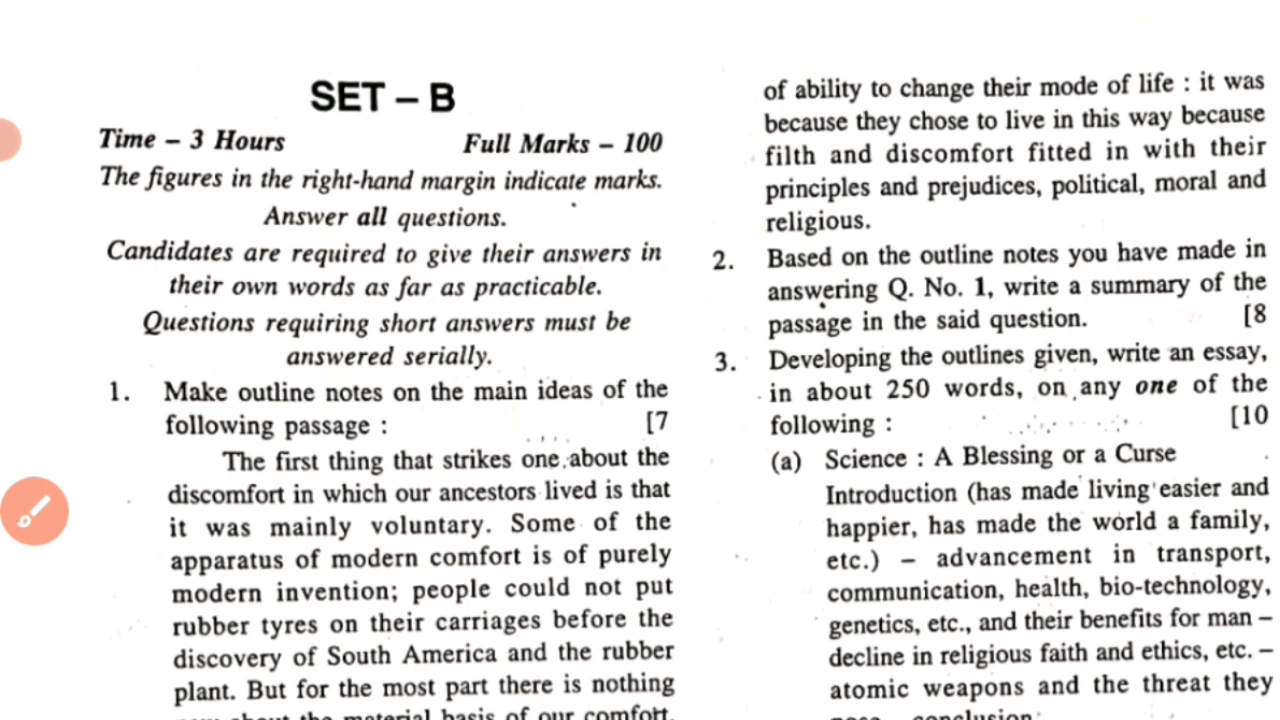 SET – B
Time – 3 Hours Full Marks – 100
The figures in the right-hand margin indicate marks.
Answer all questions.
Candidates are required to give their answers in
their own words as far as practicable.
Questions requiring short answers must be
answered serially.
1. Make outline notes on the main ideas of the
following passage : [7
The first thing that strikes one about the
discomfort in which our ancestors lived is that
it was mainly voluntary. Some of the
apparatus of modern comfort is of purely
modern invention; people could not put
rubber tyres on their carriages before the
discovery of South America and the rubber
plant. But for the most part there is nothing
about the material basis of our comfort.
of ability to change their mode of life : it was
because they chose to live in this way because
filth and discomfort fitted in with their
principles and prejudices, political, moral and
religious.
2. Based on the outline notes you have made in
answering Q. No. 1, write a summary of the
passage in the said question. [8
3. Developing the outlines given, write an essay,
in about 250 words, on any one of the
following : [10
(a) Science : A Blessing or a Curse
Introduction (has made living easier and
happier, has made the world a family,
etc.) – advancement in transport,
communication, health, bio-technology,
genetics, etc., and their benefits for man –
decline in religious faith and ethics, etc. –
atomic weapons and the threat they
conclusion